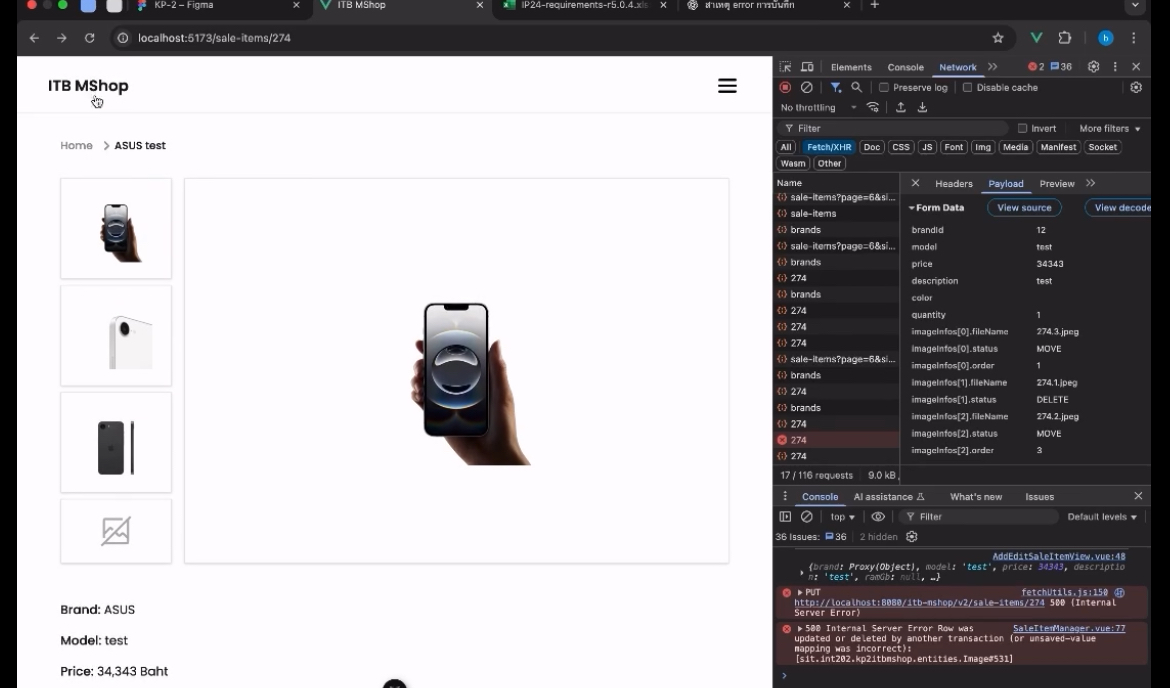 KP-2 – Figma
ITB MShop
IP24-requirements-r5.0.4.xls
สาเหตุ error การบันทึก
localhost:5173/sale-items/274
b
ITB MShop
Home > ASUS test
Brand: ASUS
Model: test
Price: 34,343 Baht
Elements Console Network 2 36
Preserve log Disable cache
No throttling
Filter Invert More filters
All Fetch/XHR Doc CSS JS Font Img Media Manifest Socket
Wasm Other
Name
sale-items?page=6&si...
sale-items
brands
sale-items?page=6&si...
brands
274
brands
274
274
274
sale-items?page=6&si...
brands
274
brands
274
274
274
Headers Payload Preview
Form Data View source View decode
brandId 12
model test
price 34343
description test
color
quantity 1
imageInfos[0].fileName 274.3.jpeg
imageInfos[0].status MOVE
imageInfos[0].order 1
imageInfos[1].fileName 274.1.jpeg
imageInfos[1].status DELETE
imageInfos[2].fileName 274.2.jpeg
imageInfos[2].status MOVE
imageInfos[2].order 3
17 / 116 requests 9.0 kB
Console AI assistance What's new Issues
top Filter Default levels
36 Issues: 36 2 hidden
AddEditSaleItemView.vue:48
{brand: Proxy(Object), model: 'test', price: 34343, descriptio
n: 'test', ramGb: null, …}
PUT fetchUtils.js:150
http://localhost:8080/itb-mshop/v2/sale-items/274 500 (Internal
Server Error)
500 Internal Server Error Row was SaleItemManager.vue:77
updated or deleted by another transaction (or unsaved-value
mapping was incorrect):
[sit.int202.kp2itbmshop.entities.Image#531]